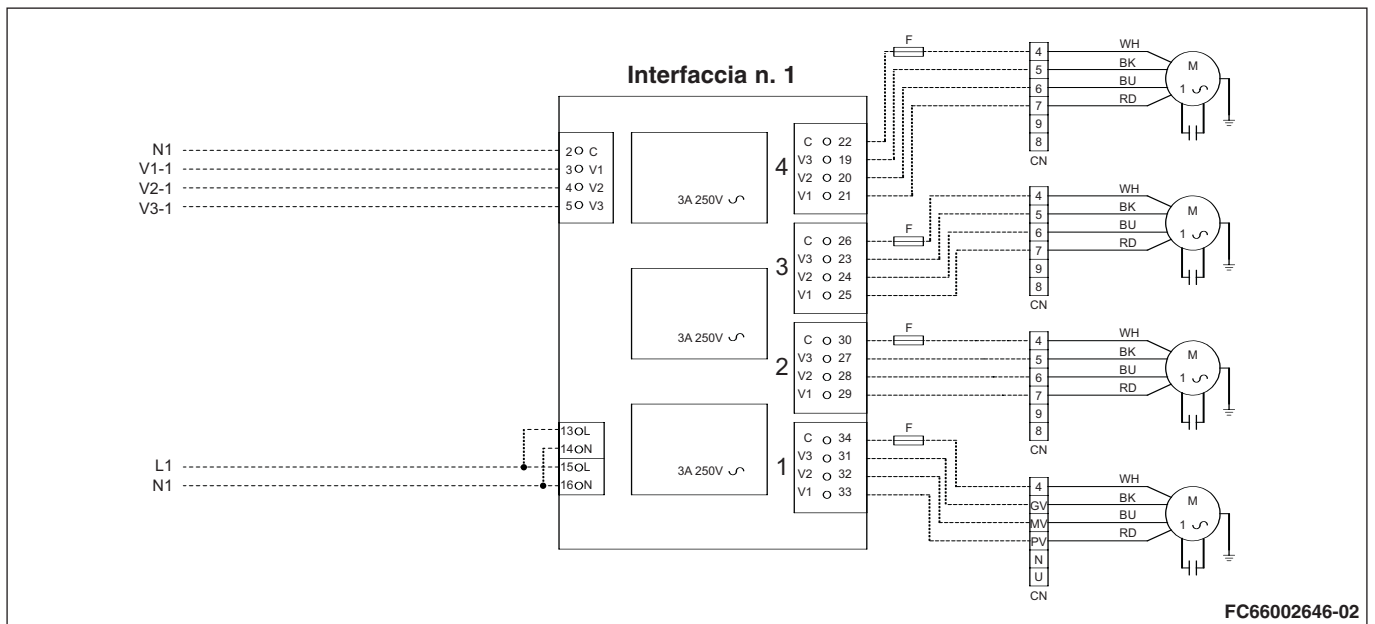 Interfaccia n. 1
N1
V1-1
V2-1
V3-1
2 C
3 V1
4 V2
5 V3
L1
N1
13 L
14 N
15 L
16 N
3A 250V
3A 250V
3A 250V
4
C 22
V3 19
V2 20
V1 21
3
C 26
V3 23
V2 24
V1 25
2
C 30
V3 27
V2 28
V1 29
1
C 34
V3 31
V2 32
V1 33
F
4
5
6
7
9
8
CN
WH
BK
BU
RD
M
1
F
4
5
6
7
9
8
CN
WH
BK
BU
RD
M
1
F
4
5
6
7
9
8
CN
WH
BK
BU
RD
M
1
F
4
GV
MV
PV
N
U
CN
WH
BK
BU
RD
M
1
FC66002646-02